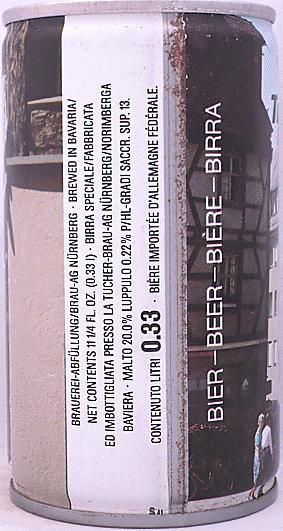 BRAUEREI-ABFÜLLUNG/BRAU-AG NÜRNBERG · BREWED IN BAVARIA/
NET CONTENTS 11 1/4 FL. OZ. (0.33 l) · BIRRA SPECIALE/FABBRICATA
ED IMBOTTIGLIATA PRESSO LA TUCHER-BRAU-AG NÜRNBERG/NORIMBERGA
BAVIERA · MALTO 20.0% LUPPULO 0.22% P/HL-GRADI SACCR. SUP. 13.
CONTENUTO LITRI 0.33 · BIÈRE IMPORTÉE D'ALLEMAGNE FÉDÉRALE.
BIER–BEER–BIÈRE–BIRRA